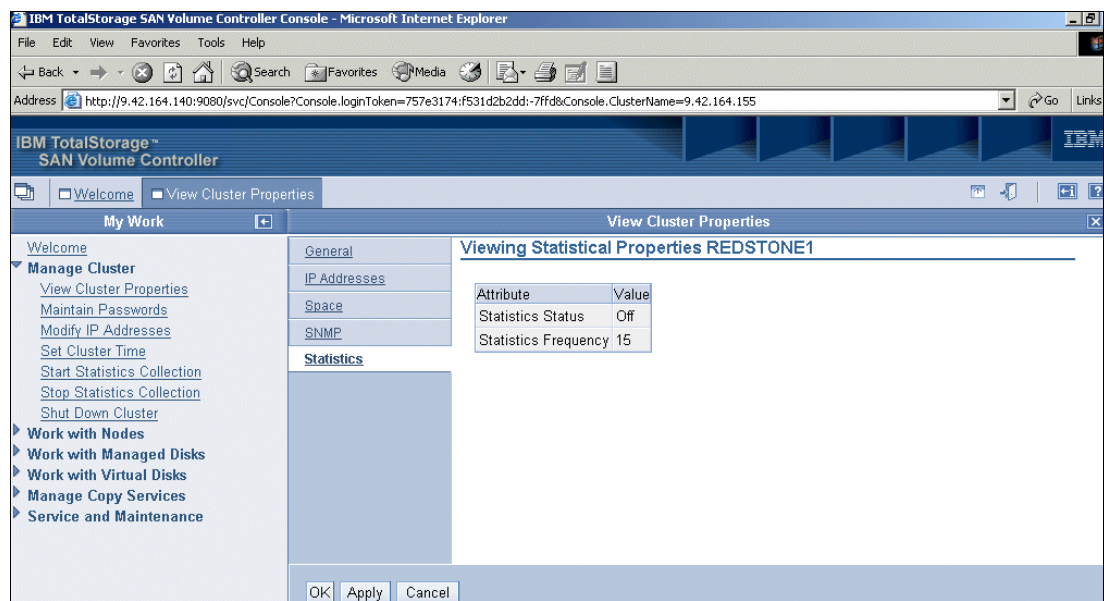 IBM TotalStorage SAN Volume Controller Console - Microsoft Internet Explorer
File Edit View Favorites Tools Help
Back Search Favorites Media
Address http://9.42.164.140:9080/svc/Console?Console.loginToken=757e3174:f531d2b2dd:-7ffd&Console.ClusterName=9.42.164.155 Go Links
IBM TotalStorage™
SAN Volume Controller
IBM
Welcome View Cluster Properties
My Work
View Cluster Properties
Welcome
Manage Cluster
View Cluster Properties
Maintain Passwords
Modify IP Addresses
Set Cluster Time
Start Statistics Collection
Stop Statistics Collection
Shut Down Cluster
Work with Nodes
Work with Managed Disks
Work with Virtual Disks
Manage Copy Services
Service and Maintenance
General
IP Addresses
Space
SNMP
Statistics
Viewing Statistical Properties REDSTONE1
Attribute Value
Statistics Status Off
Statistics Frequency 15
OK Apply Cancel